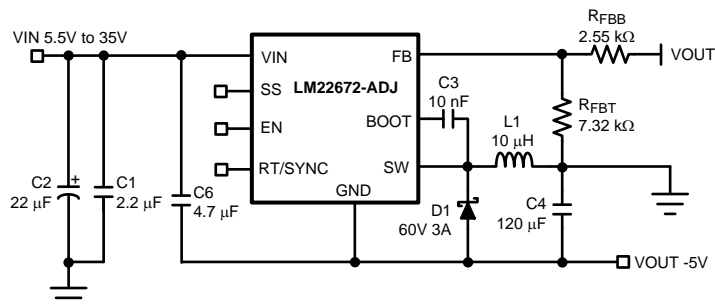 VIN 5.5V to 35V
VIN
FB
RFBB
2.55 kΩ
VOUT
LM22672-ADJ
SS
C3
10 nF
EN
BOOT
L1
10 μH
RFBT
7.32 kΩ
RT/SYNC
SW
GND
C2
22 μF
+
C1
2.2 μF
C6
4.7 μF
D1
60V 3A
C4
120 μF
VOUT -5V